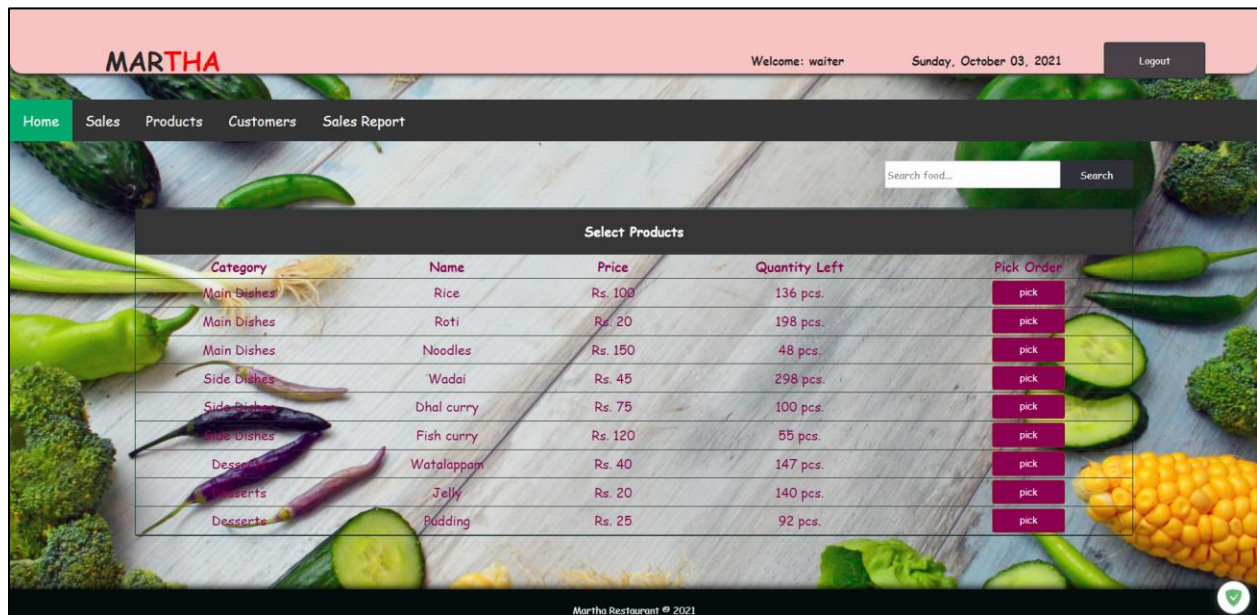 MARTHA
Welcome: waiter Sunday, October 03, 2021 Logout
Home Sales Products Customers Sales Report
Search food... Search
Select Products
Category Name Price Quantity Left Pick Order
Main Dishes Rice Rs. 100 136 pcs. pick
Main Dishes Roti Rs. 20 198 pcs. pick
Main Dishes Noodles Rs. 150 48 pcs. pick
Side Dishes Wadai Rs. 45 298 pcs. pick
Side Dishes Dhal curry Rs. 75 100 pcs. pick
Side Dishes Fish curry Rs. 120 55 pcs. pick
Desserts Watalappam Rs. 40 147 pcs. pick
Desserts Jelly Rs. 20 140 pcs. pick
Desserts Pudding Rs. 25 92 pcs. pick
Martha Restaurant © 2021